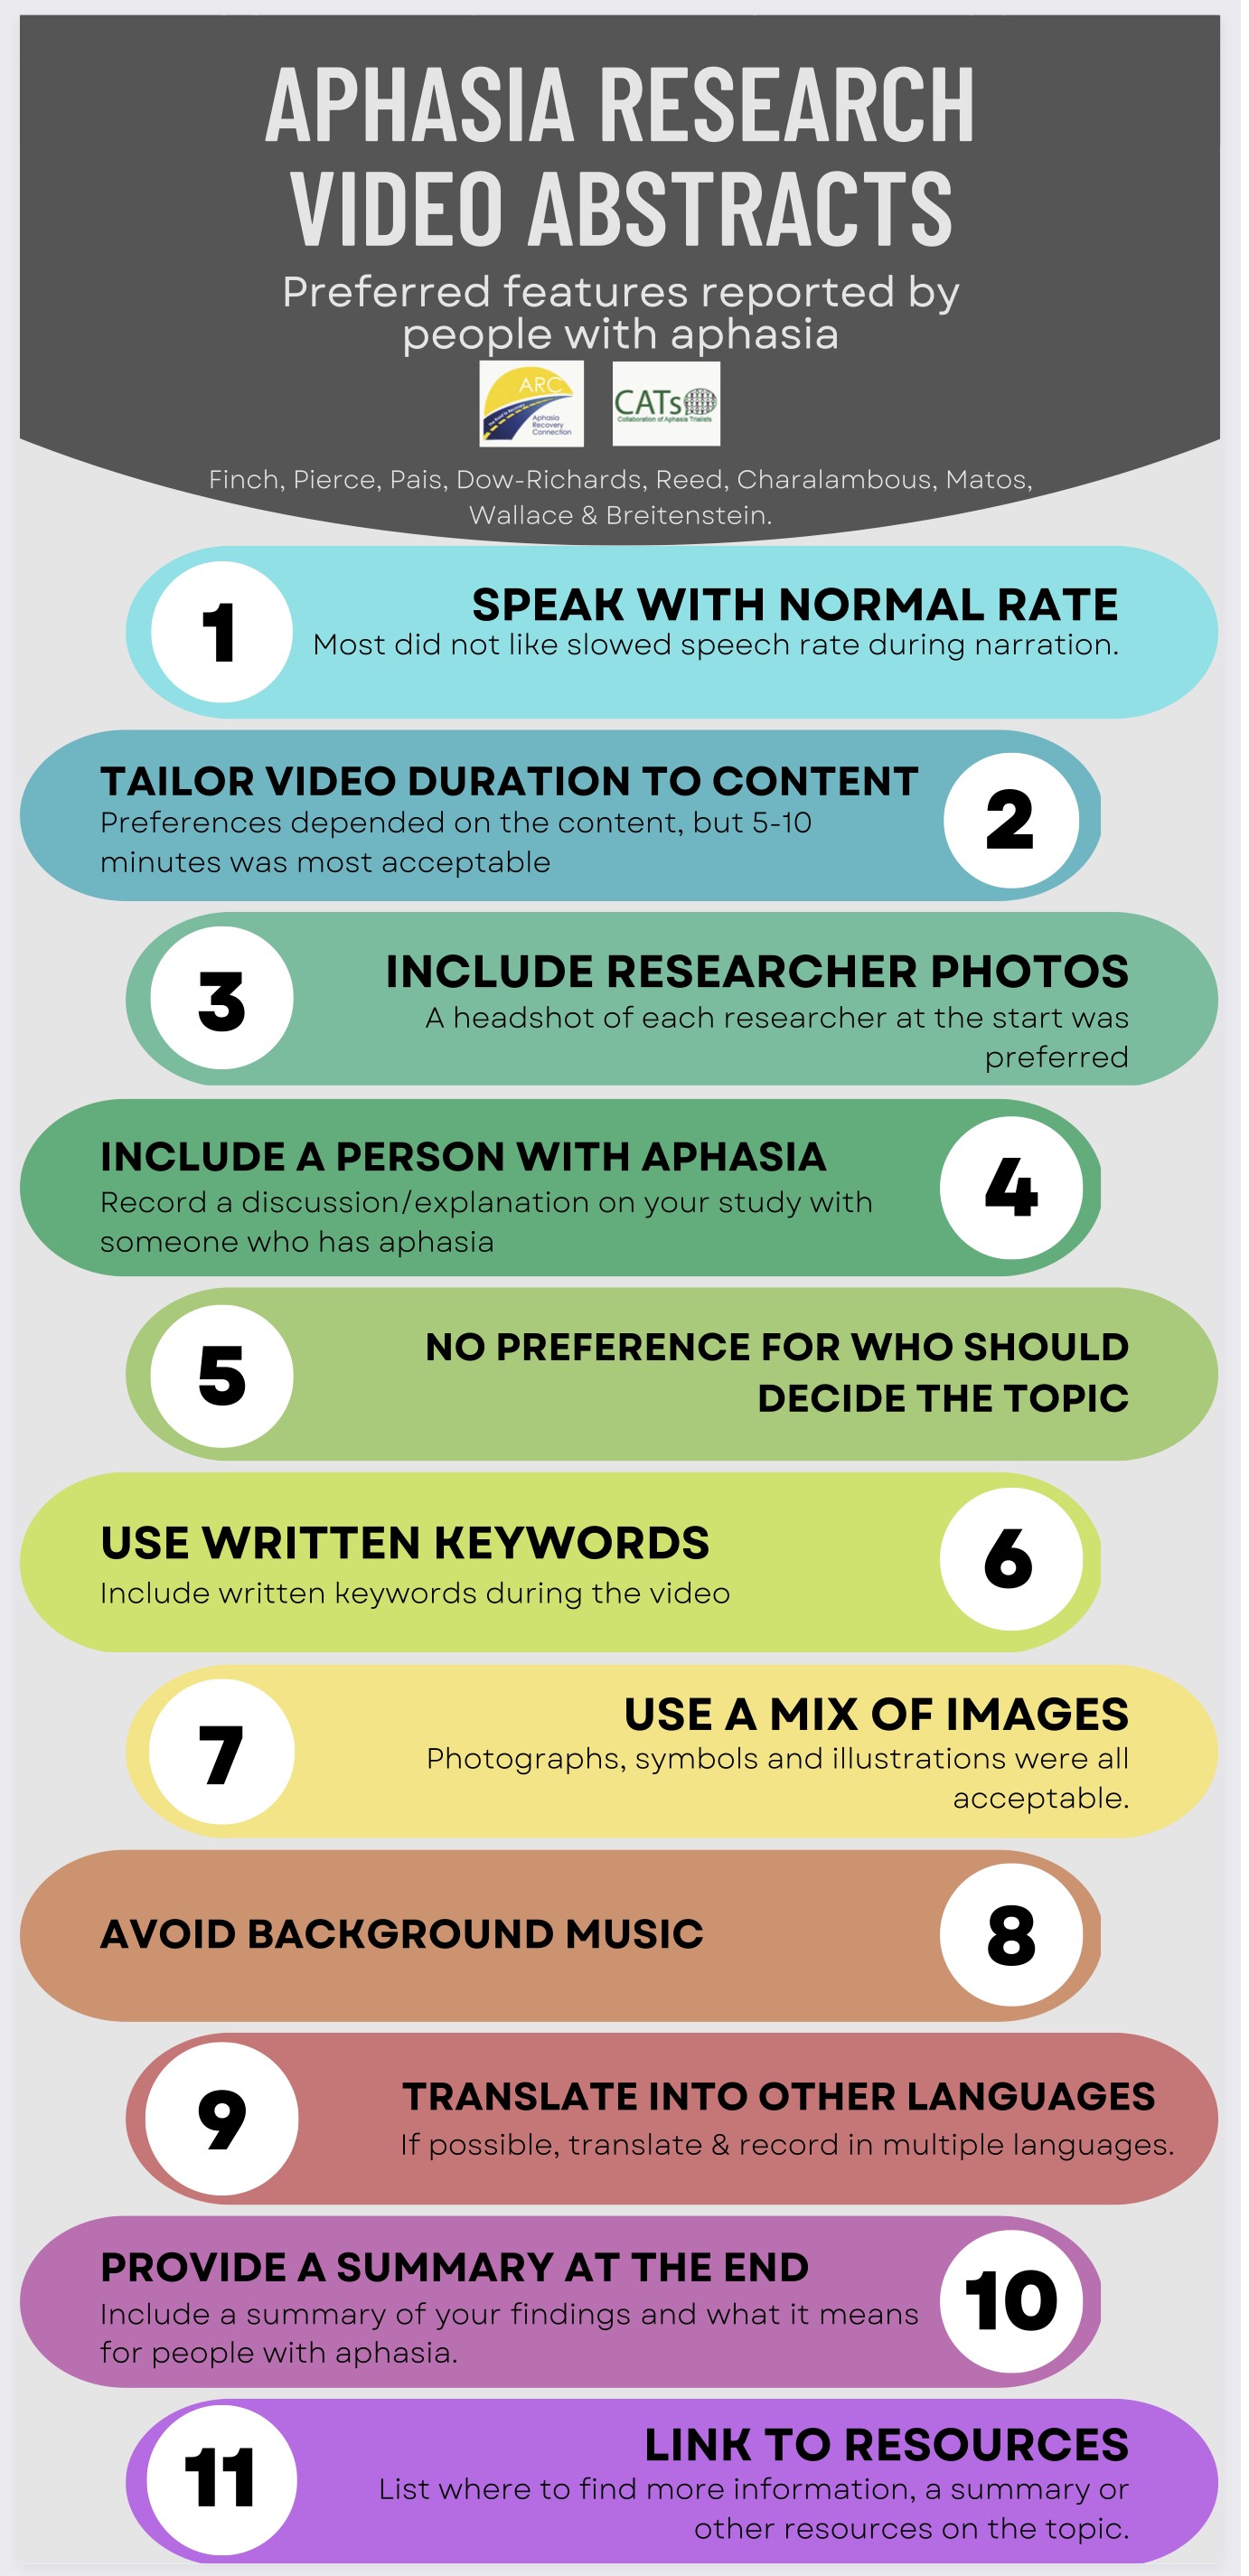 APHASIA RESEARCH
VIDEO ABSTRACTS
Preferred features reported by
people with aphasia
ARC
The Road to Recovery
Aphasia
Recovery
Connection
CATs
Collaboration of Aphasia Trialists
Finch, Pierce, Pais, Dow-Richards, Reed, Charalambous, Matos,
Wallace & Breitenstein.
1
SPEAK WITH NORMAL RATE
Most did not like slowed speech rate during narration.
TAILOR VIDEO DURATION TO CONTENT
Preferences depended on the content, but 5-10
minutes was most acceptable
2
3
INCLUDE RESEARCHER PHOTOS
A headshot of each researcher at the start was
preferred
INCLUDE A PERSON WITH APHASIA
Record a discussion/explanation on your study with
someone who has aphasia
4
5
NO PREFERENCE FOR WHO SHOULD
DECIDE THE TOPIC
USE WRITTEN KEYWORDS
Include written keywords during the video
6
7
USE A MIX OF IMAGES
Photographs, symbols and illustrations were all
acceptable.
AVOID BACKGROUND MUSIC
8
9
TRANSLATE INTO OTHER LANGUAGES
If possible, translate & record in multiple languages.
PROVIDE A SUMMARY AT THE END
Include a summary of your findings and what it means
for people with aphasia.
10
11
LINK TO RESOURCES
List where to find more information, a summary or
other resources on the topic.